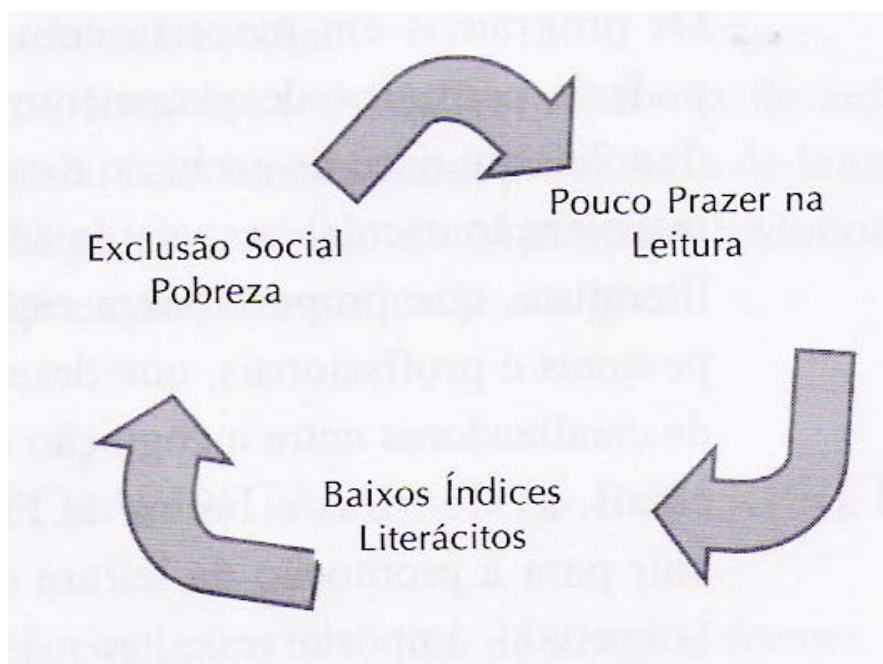 Pouco Prazer na
Leitura
Exclusão Social
Pobreza
Baixos Índices
Literácitos